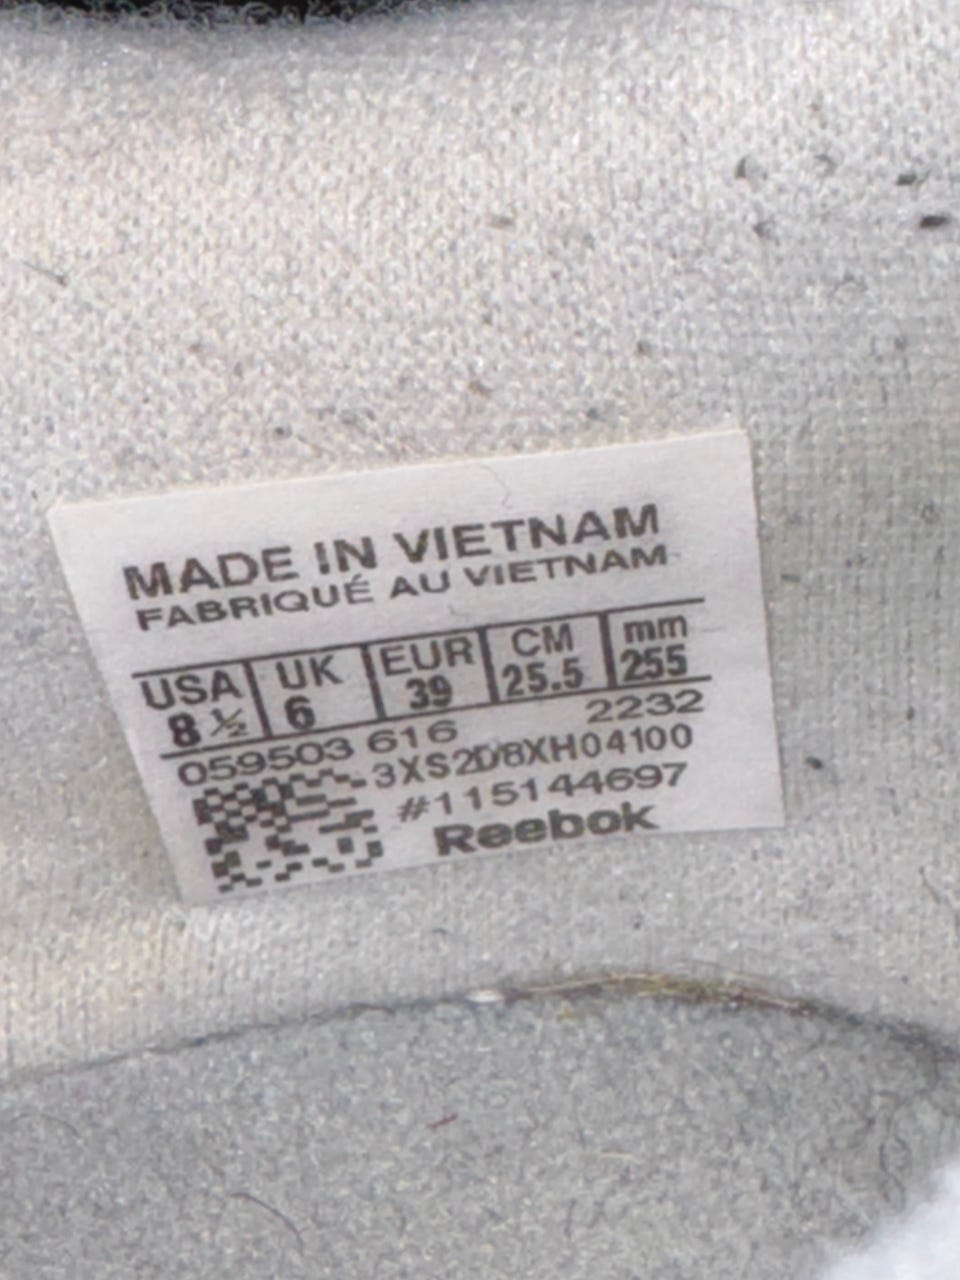 MADE IN VIETNAM
FABRIQUÉ AU VIETNAM
USA UK EUR CM mm
8 ½ 6 39 25.5 255
059503 616 2232
3XS2D8XH04100
#115144697
Reebok